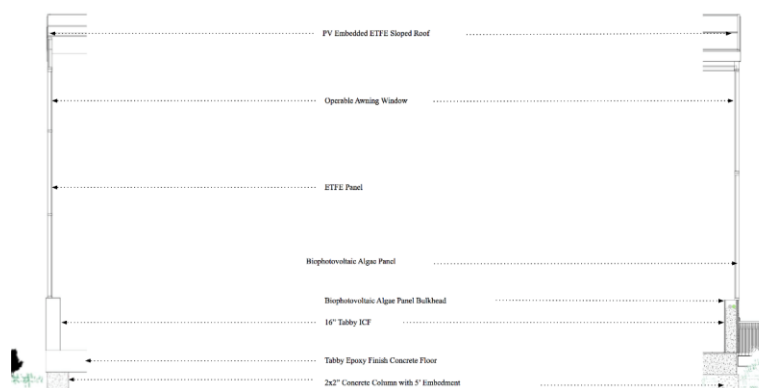 PV Embedded ETFE Sloped Roof
Operable Awning Window
ETFE Panel
Biophotovoltaic Algae Panel
Biophotovoltaic Algae Panel Bulkhead
16" Tabby ICF
Tabby Epoxy Finish Concrete Floor
2x2" Concrete Column with 5' Embedment